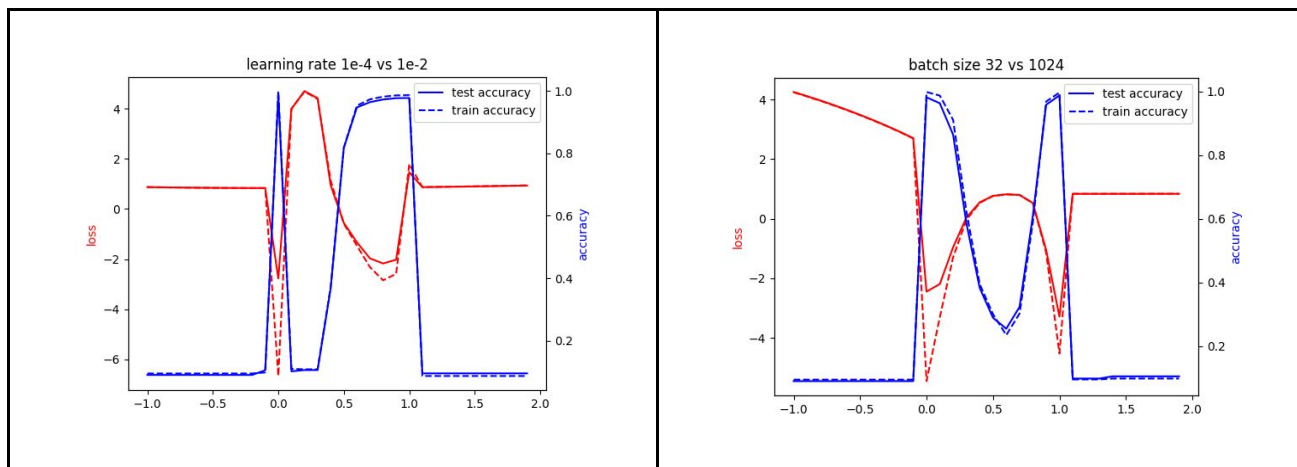 learning rate 1e-4 vs 1e-2
test accuracy
train accuracy
4
2
0
−2
−4
−6
loss
1.0
0.8
0.6
0.4
0.2
accuracy
−1.0 −0.5 0.0 0.5 1.0 1.5 2.0
batch size 32 vs 1024
test accuracy
train accuracy
4
2
0
−2
−4
loss
1.0
0.8
0.6
0.4
0.2
accuracy
−1.0 −0.5 0.0 0.5 1.0 1.5 2.0